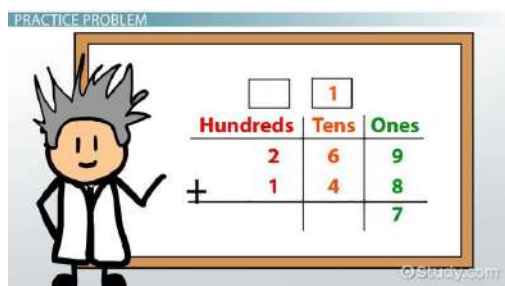 PRACTICE PROBLEM
1
Hundreds Tens Ones
2 6 9
+ 1 4 8
7
©Study.com